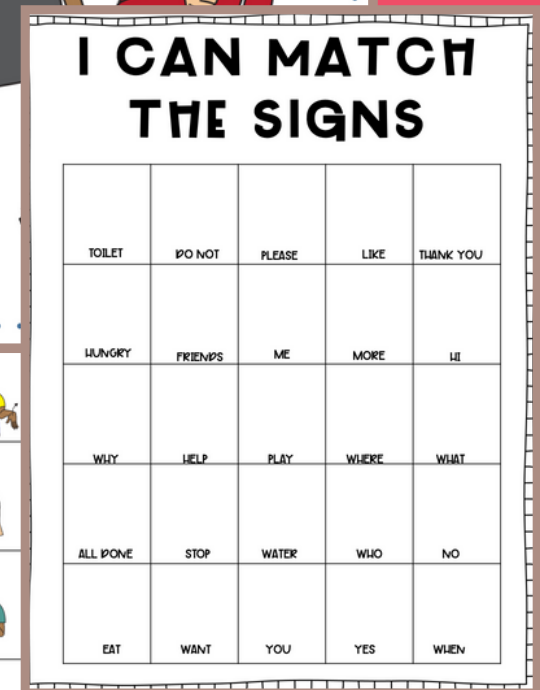 I CAN MATCH
THE SIGNS
TOILET DO NOT PLEASE LIKE THANK YOU
HUNGRY FRIENDS ME MORE HI
WHY HELP PLAY WHERE WHAT
ALL DONE STOP WATER WHO NO
EAT WANT YOU YES WHEN